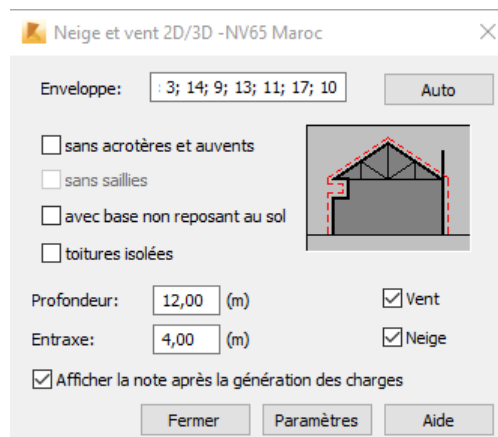 Neige et vent 2D/3D -NV65 Maroc
Enveloppe: : 3; 14; 9; 13; 11; 17; 10 Auto
sans acrotères et auvents
sans saillies
avec base non reposant au sol
toitures isolées
Profondeur: 12,00 (m) Vent
Entraxe: 4,00 (m) Neige
Afficher la note après la génération des charges
Fermer Paramètres Aide